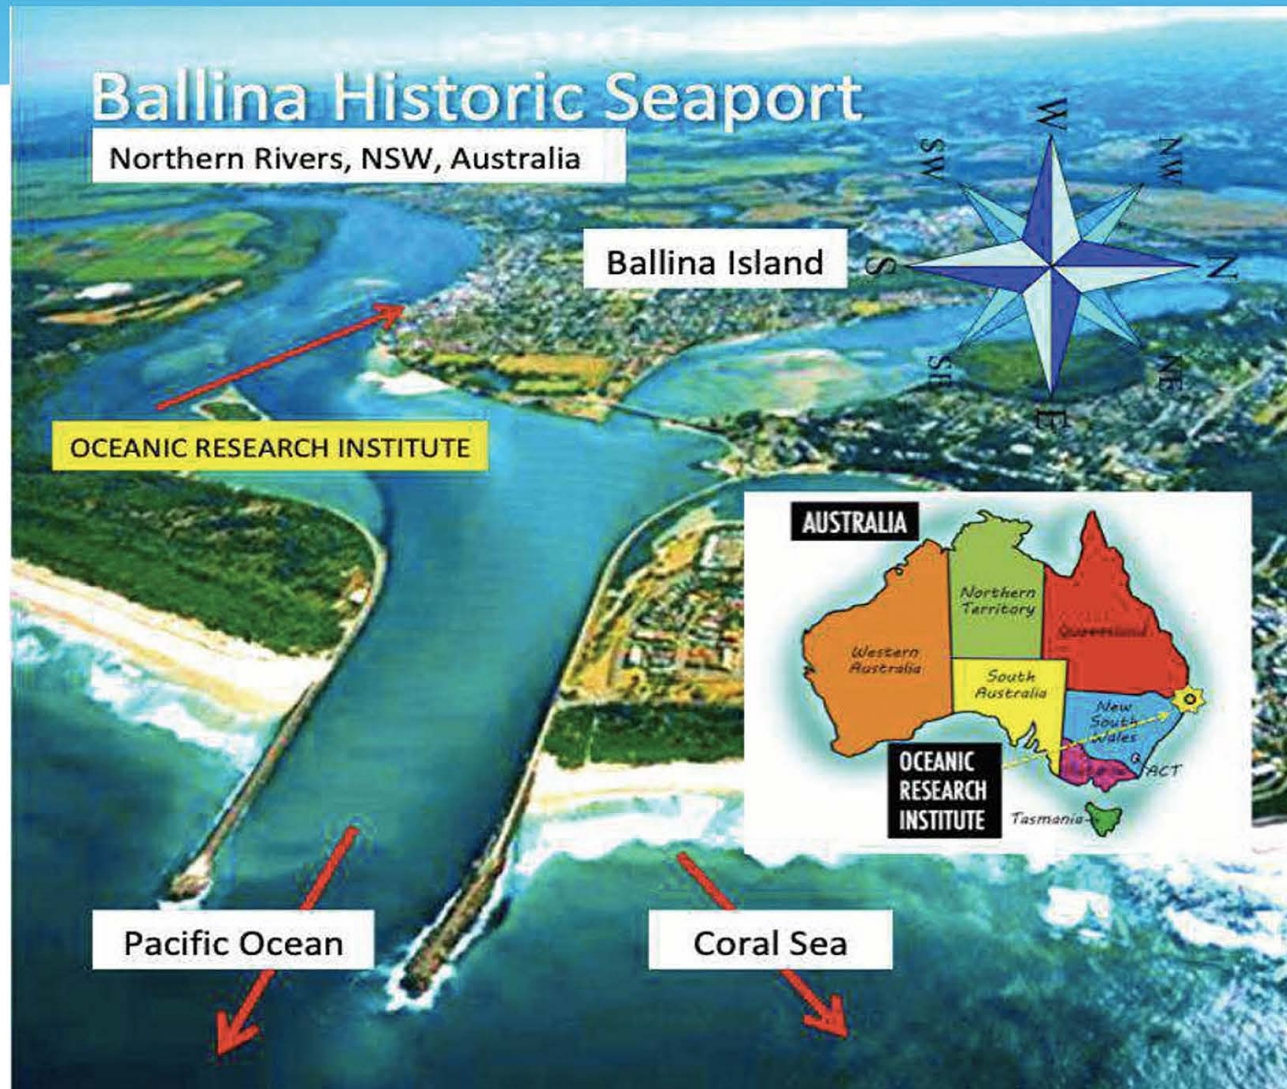 Ballina Historic Seaport
Northern Rivers, NSW, Australia
W
SW
NW
Ballina Island
S
N
SE
NE
E
OCEANIC RESEARCH INSTITUTE
AUSTRALIA
Northern
Territory
Queensland
Western
Australia
South
Australia
New
South
Wales
ACT
OCEANIC
RESEARCH
INSTITUTE
Tasmania
Pacific Ocean
Coral Sea